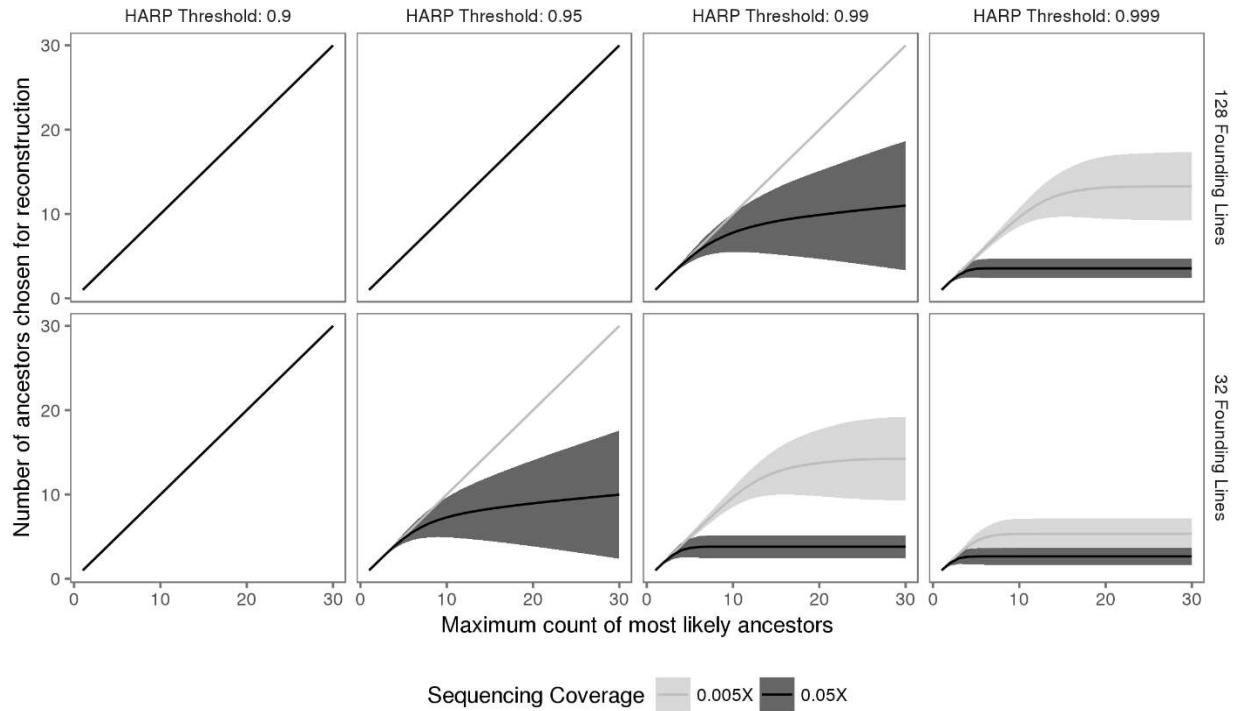 HARP Threshold: 0.9 HARP Threshold: 0.95 HARP Threshold: 0.99 HARP Threshold: 0.999
Number of ancestors chosen for reconstruction
30
20
10
0
128 Founding Lines
30
20
10
0
32 Founding Lines
0 10 20 30 0 10 20 30 0 10 20 30 0 10 20 30
Maximum count of most likely ancestors
Sequencing Coverage 0.005X 0.05X